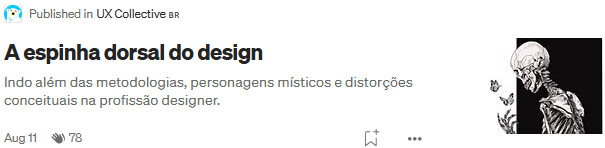 Published in UX Collective BR
A espinha dorsal do design
Indo além das metodologias, personagens místicos e distorções
conceituais na profissão designer.
Aug 11 78